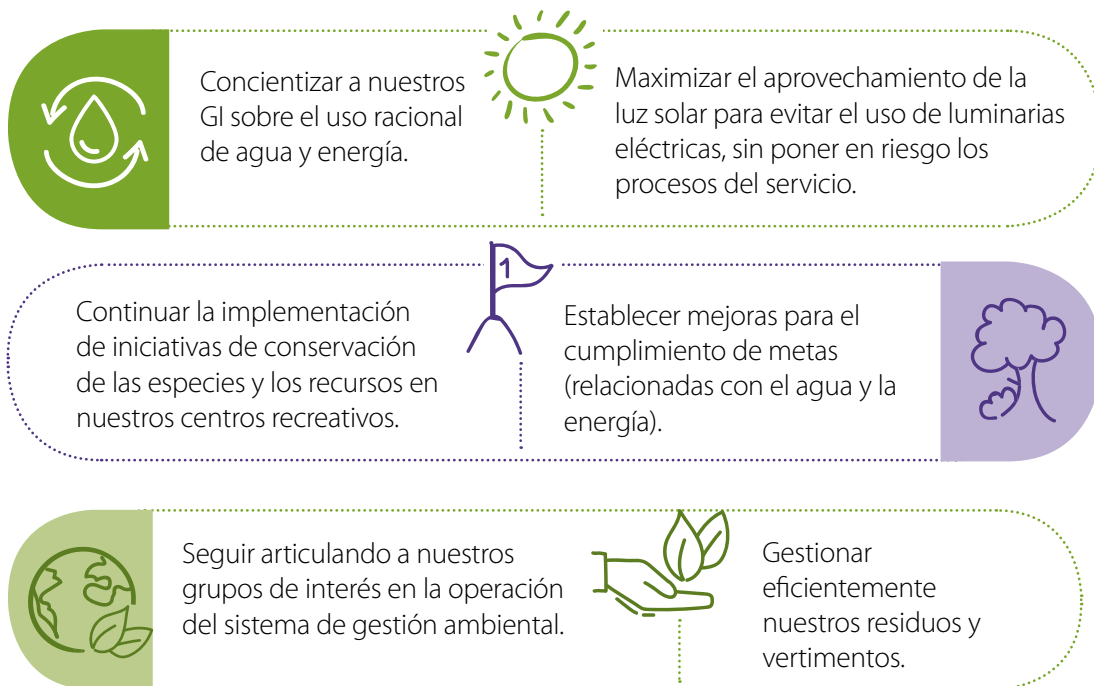 Concientizar a nuestros
GI sobre el uso racional
de agua y energía.
Maximizar el aprovechamiento de la
luz solar para evitar el uso de luminarias
eléctricas, sin poner en riesgo los
procesos del servicio.
Continuar la implementación
de iniciativas de conservación
de las especies y los recursos en
nuestros centros recreativos.
1
Establecer mejoras para el
cumplimiento de metas
(relacionadas con el agua y la
energía).
Seguir articulando a nuestros
grupos de interés en la operación
del sistema de gestión ambiental.
Gestionar
eficientemente
nuestros residuos y
vertimentos.